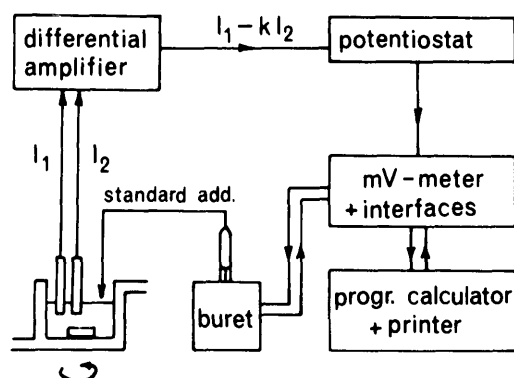 differential
amplifier
I₁ – k I₂
potentiostat
I₁
I₂
standard add.
mV – meter
+ interfaces
buret
progr. calculator
+ printer